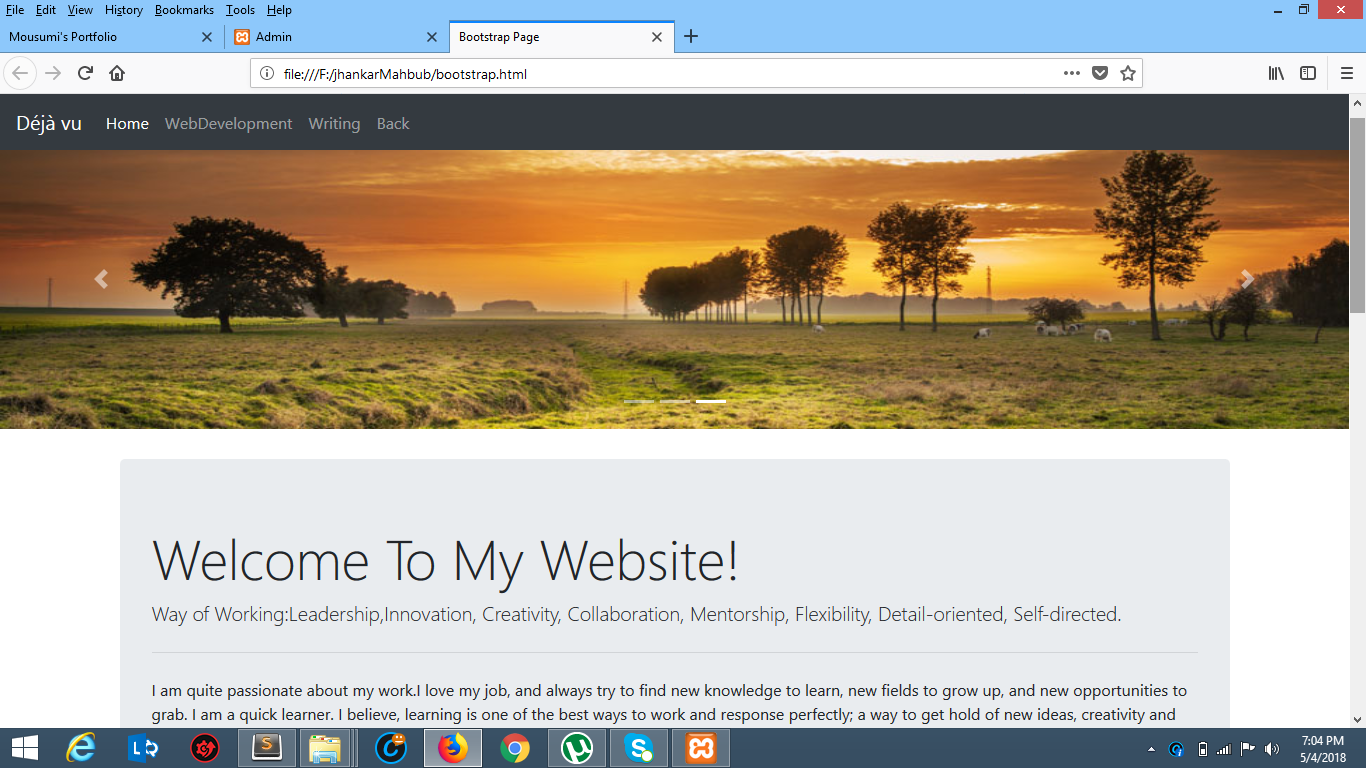 File Edit View History Bookmarks Tools Help
Mousumi's Portfolio Admin Bootstrap Page
file:///F:/jhankarMahbub/bootstrap.html
Déjà vu Home WebDevelopment Writing Back
Welcome To My Website!
Way of Working:Leadership,Innovation, Creativity, Collaboration, Mentorship, Flexibility, Detail-oriented, Self-directed.
I am quite passionate about my work.I love my job, and always try to find new knowledge to learn, new fields to grow up, and new opportunities to
grab. I am a quick learner. I believe, learning is one of the best ways to work and response perfectly; a way to get hold of new ideas, creativity and
7:04 PM
5/4/2018